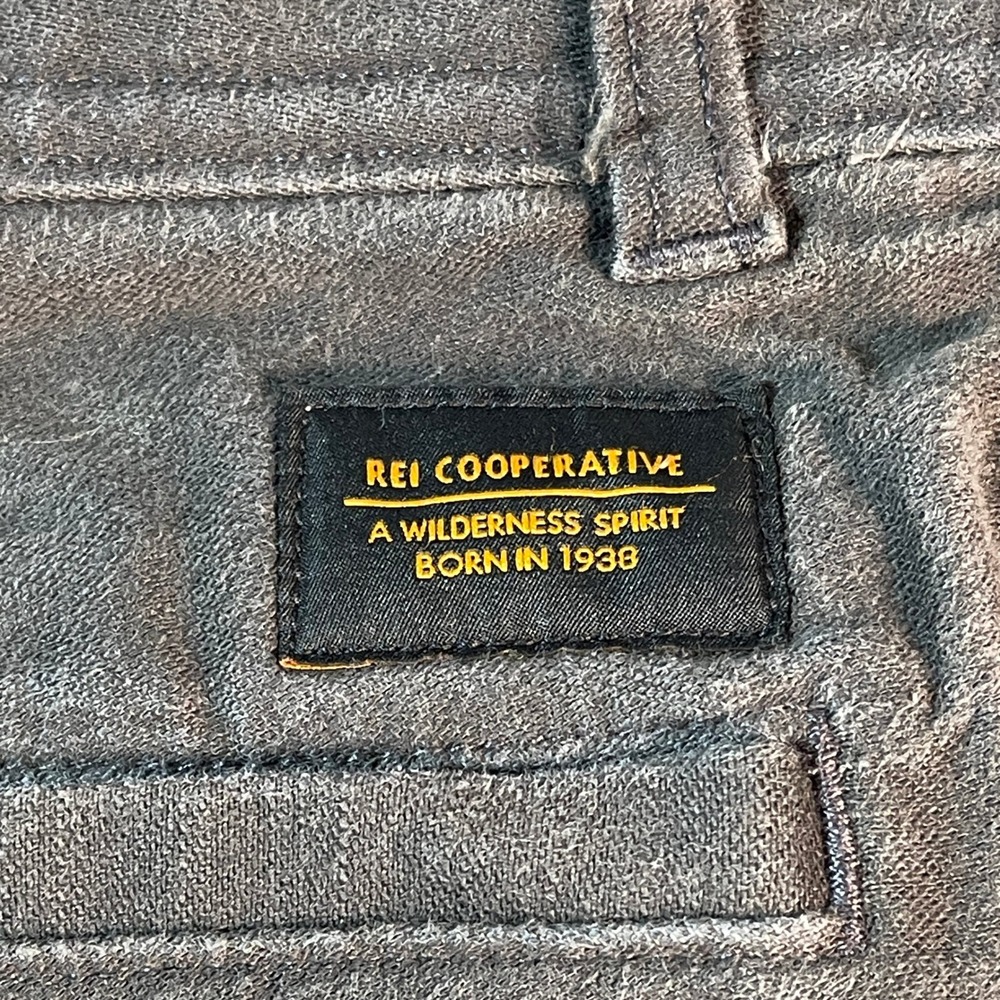 REI COOPERATIVE
A WILDERNESS SPIRIT
BORN IN 1938